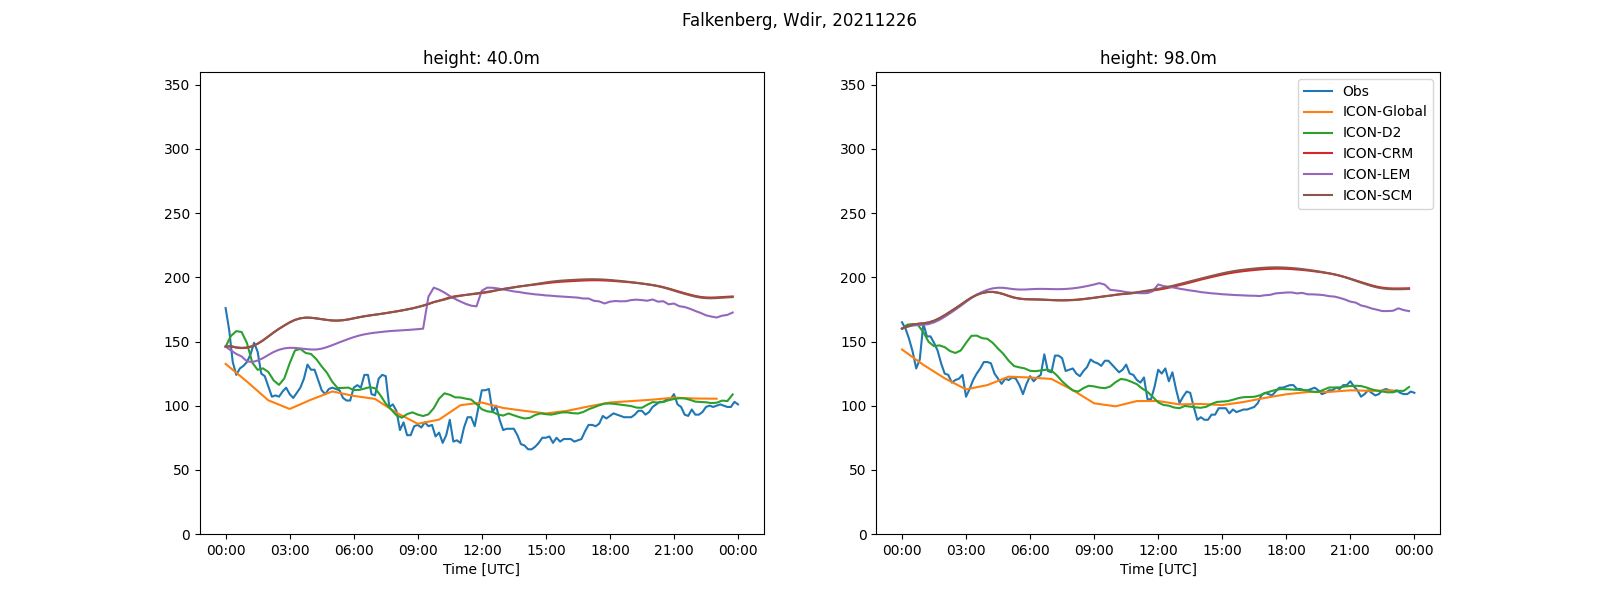 Falkenberg, Wdir, 20211226
height: 40.0m
350
300
250
200
150
100
50
0
00:00 03:00 06:00 09:00 12:00 15:00 18:00 21:00 00:00
Time [UTC]
height: 98.0m
350
300
250
200
150
100
50
0
00:00 03:00 06:00 09:00 12:00 15:00 18:00 21:00 00:00
Time [UTC]
Obs
ICON-Global
ICON-D2
ICON-CRM
ICON-LEM
ICON-SCM